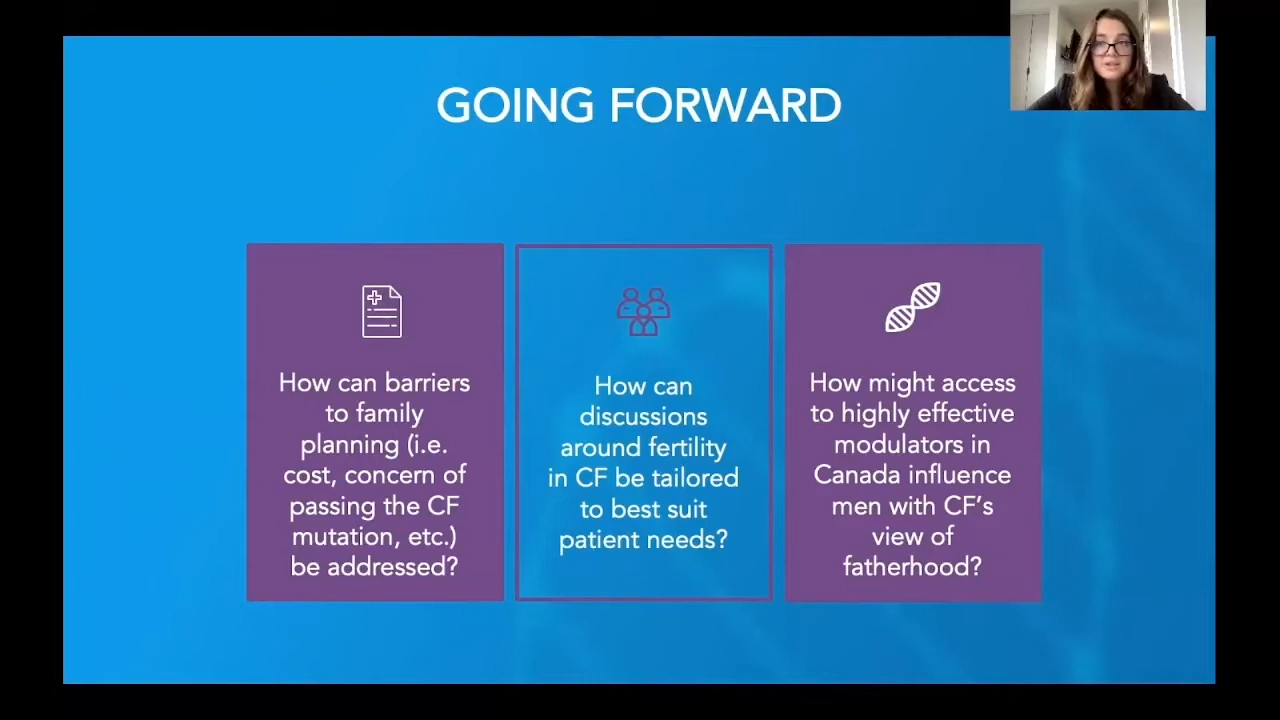 GOING FORWARD
How can barriers
to family
planning (i.e.
cost, concern of
passing the CF
mutation, etc.)
be addressed?
How can
discussions
around fertility
in CF be tailored
to best suit
patient needs?
How might access
to highly effective
modulators in
Canada influence
men with CF's
view of
fatherhood?